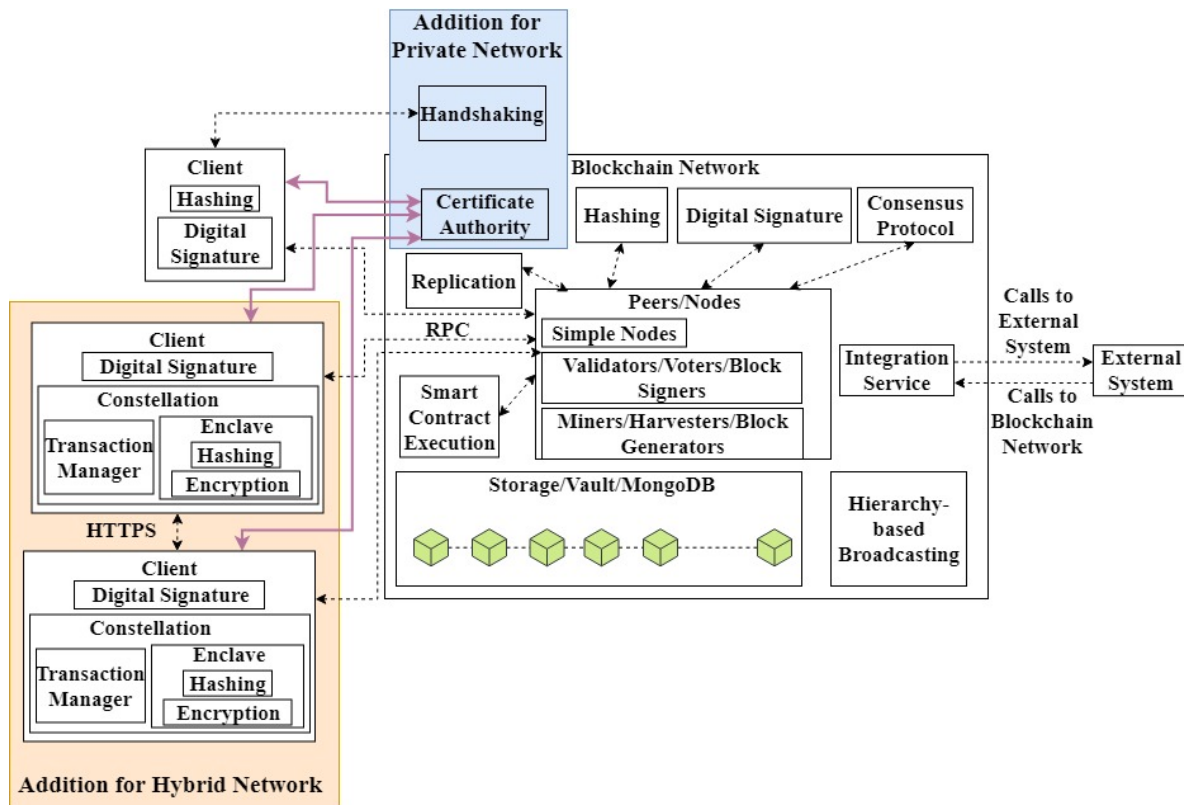 Addition for
Private Network
Handshaking
Certificate
Authority
Client
Hashing
Digital
Signature
Blockchain Network
Hashing
Digital Signature
Consensus
Protocol
Replication
Peers/Nodes
Simple Nodes
Validators/Voters/Block
Signers
Miners/Harvesters/Block
Generators
RPC
Smart
Contract
Execution
Integration
Service
Calls to
External
System
External
System
Calls to
Blockchain
Network
Storage/Vault/MongoDB
Hierarchy-
based
Broadcasting
Client
Digital Signature
Constellation
Transaction
Manager
Enclave
Hashing
Encryption
HTTPS
Client
Digital Signature
Constellation
Transaction
Manager
Enclave
Hashing
Encryption
Addition for Hybrid Network